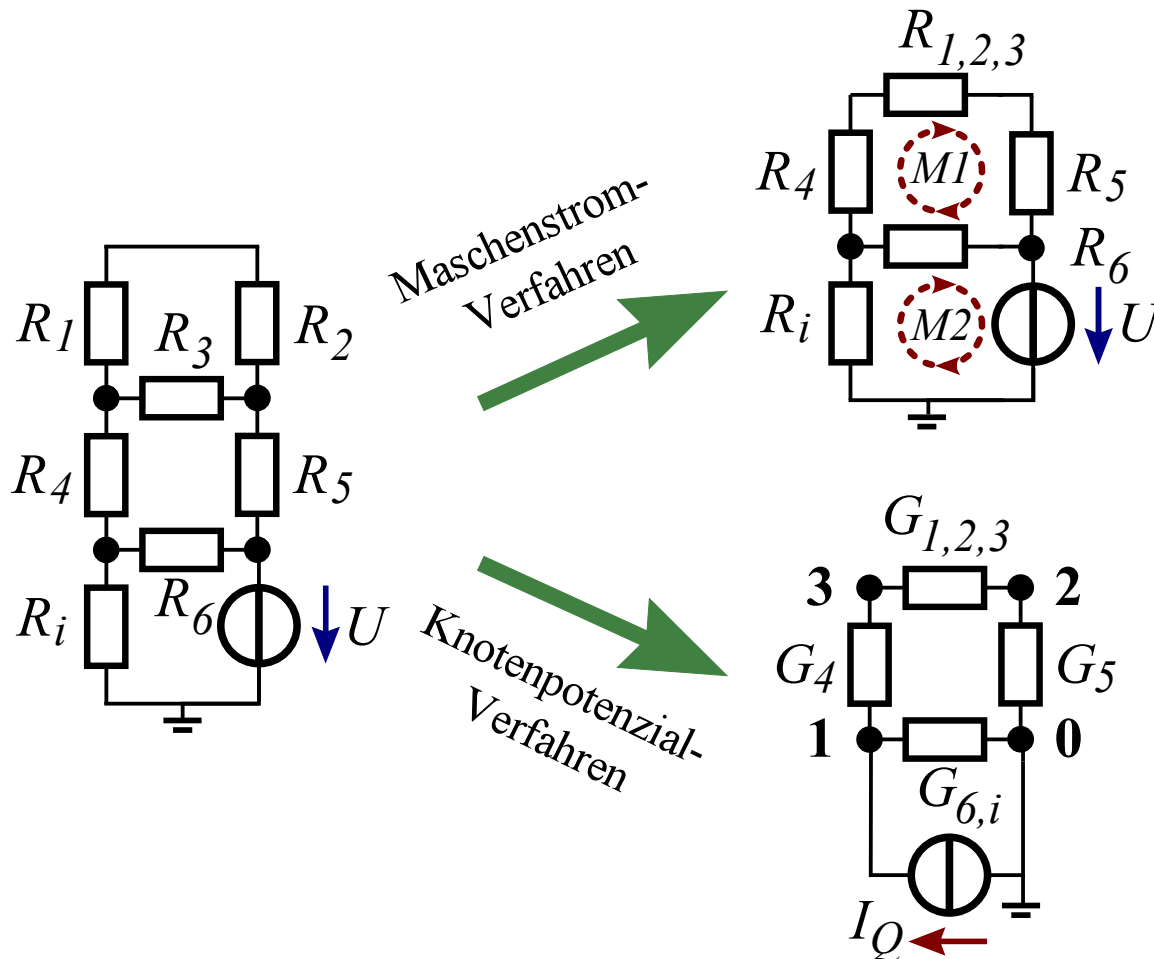 R1
R3
R2
R4
R5
R6
Ri
U
Maschenstrom-
Verfahren
Knotenpotenzial-
Verfahren
R1,2,3
R4
M1
R5
R6
Ri
M2
U
G1,2,3
3
2
G4
G5
1
0
G6,i
IQ